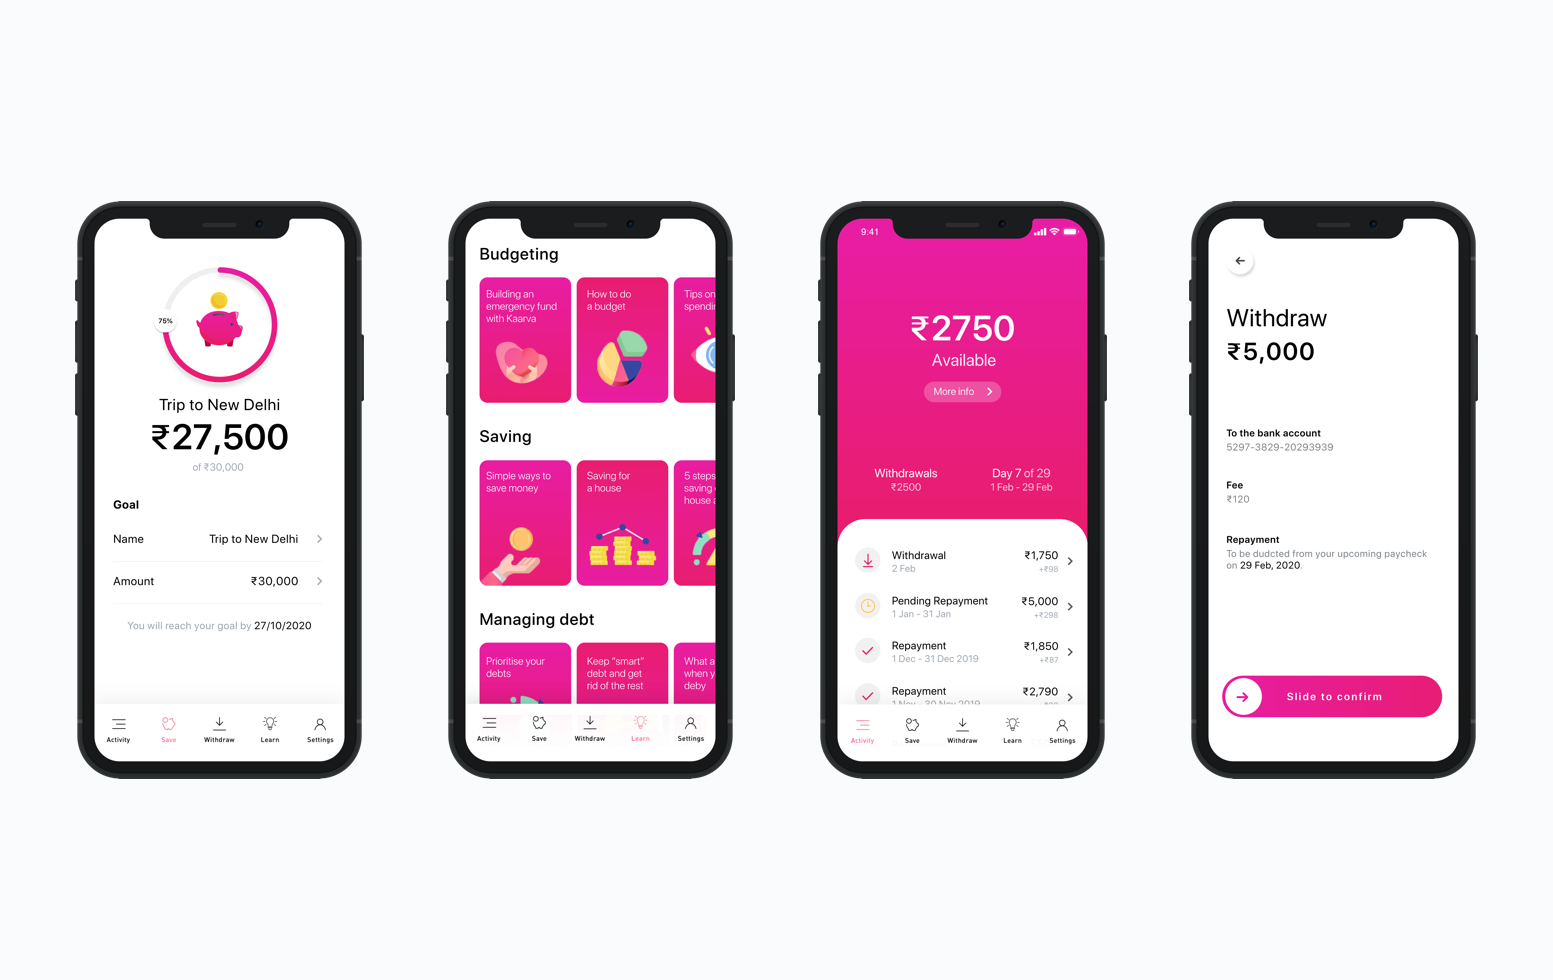 75%
Trip to New Delhi
₹27,500
of ₹30,000
Goal
Name Trip to New Delhi
Amount ₹30,000
You will reach your goal by 27/10/2020
Activity Save Withdraw Learn Settings
Budgeting
Building an
emergency fund
with Kaarva
How to do
a budget
Tips on
spendin
Saving
Simple ways to
save money
Saving for
a house
5 steps
saving
house
Managing debt
Prioritise your
debts
Keep "smart"
debt and get
rid of the rest
What a
when y
deby
Activity Save Withdraw Learn Settings
9:41
₹2750
Available
More info
Withdrawals
₹2500
Day 7 of 29
1 Feb - 29 Feb
Withdrawal ₹1,750
2 Feb +₹98
Pending Repayment ₹5,000
1 Jan - 31 Jan +₹298
Repayment ₹1,850
1 Dec - 31 Dec 2019 +₹87
Repayment ₹2,790
1 Nov - 30 Nov 2019
Activity Save Withdraw Learn Settings
Withdraw
₹5,000
To the bank account
5297-3829-20293939
Fee
₹120
Repayment
To be dudcted from your upcoming paycheck
on 29 Feb, 2020.
Slide to confirm